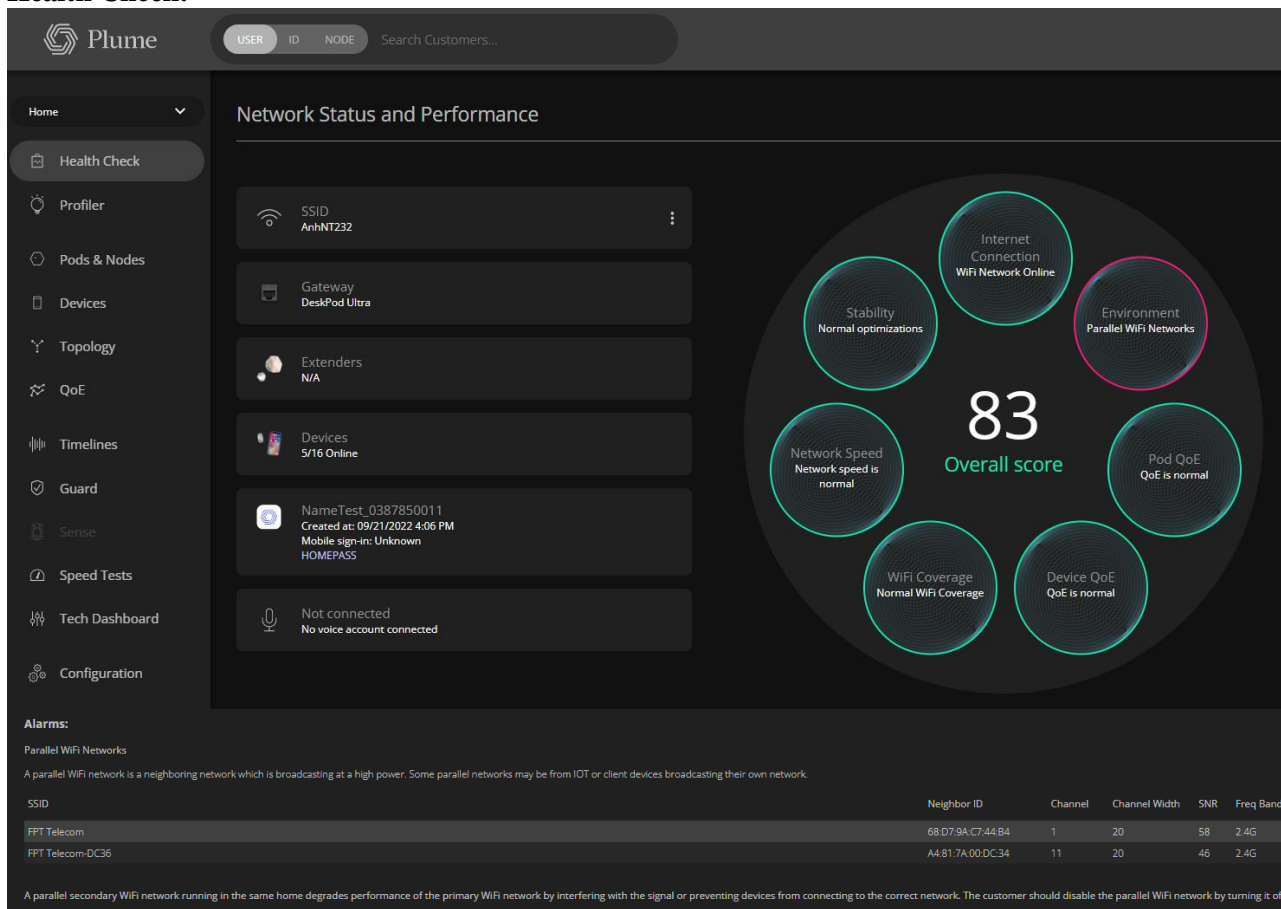 Plume
USER ID NODE Search Customers...
Home
Health Check
Profiler
Pods & Nodes
Devices
Topology
QoE
Timelines
Guard
Sense
Speed Tests
Tech Dashboard
Configuration
Network Status and Performance
SSID
AnhNT232
Gateway
DeskPod Ultra
Extenders
N/A
Devices
5/16 Online
NameTest_0387850011
Created at: 09/21/2022 4:06 PM
Mobile sign-in: Unknown
HOMEPASS
Not connected
No voice account connected
Internet
Connection
WiFi Network Online
Environment
Parallel WiFi Networks
Stability
Normal optimizations
83
Overall score
Network Speed
Network speed is
normal
Pod QoE
QoE is normal
WiFi Coverage
Normal WiFi Coverage
Device QoE
QoE is normal
Alarms:
Parallel WiFi Networks
A parallel WiFi network is a neighboring network which is broadcasting at a high power. Some parallel networks may be from IOT or client devices broadcasting their own network.
SSID Neighbor ID Channel Channel Width SNR Freq Band
FPT Telecom 68:D7:9A:C7:44:B4 1 20 58 2.4G
FPT Telecom-DC36 A4:81:7A:00:DC:34 11 20 46 2.4G
A parallel secondary WiFi network running in the same home degrades performance of the primary WiFi network by interfering with the signal or preventing devices from connecting to the correct network. The customer should disable the parallel WiFi network by turning it